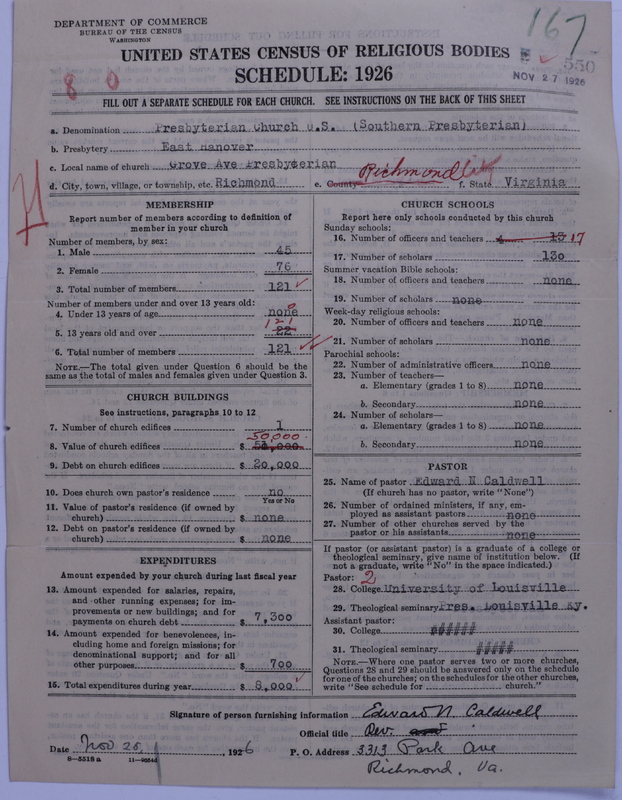 DEPARTMENT OF COMMERCE
BUREAU OF THE CENSUS
WASHINGTON
167
UNITED STATES CENSUS OF RELIGIOUS BODIES
SCHEDULE: 1926
550
NOV 27 1926
8 0
FILL OUT A SEPARATE SCHEDULE FOR EACH CHURCH. SEE INSTRUCTIONS ON THE BACK OF THIS SHEET
a. Denomination Presbyterian Church U.S. (Southern Presbyterian)
b. Presbytery East Hanover
c. Local name of church Grove Ave Presbyterian
d. City, town, village, or township, etc. Richmond e. County Richmond f. State Virginia
MEMBERSHIP
Report number of members according to definition of
member in your church
Number of members, by sex:
1. Male 45
2. Female 76
3. Total number of members 121
Number of members under and over 13 years old:
4. Under 13 years of age none 0
5. 13 years old and over 22 121
6. Total number of members 121
NOTE.—The total given under Question 6 should be the
same as the total of males and females given under Question 3.
CHURCH BUILDINGS
See instructions, paragraphs 10 to 12
7. Number of church edifices 1
50,000
8. Value of church edifices $ 51,000
9. Debt on church edifices $ 20,000
10. Does church own pastor's residence no
Yes or No
11. Value of pastor's residence (if owned by
church) $ none
12. Debt on pastor's residence (if owned by
church) $ none
EXPENDITURES
Amount expended by your church during last fiscal year
13. Amount expended for salaries, repairs,
and other running expenses; for im-
provements or new buildings; and for
payments on church debt $ 7,300
14. Amount expended for benevolences, in-
cluding home and foreign missions; for
denominational support; and for all
other purposes $ 700
15. Total expenditures during year $ 8,000
CHURCH SCHOOLS
Report here only schools conducted by this church
Sunday schools:
16. Number of officers and teachers 13 17
17. Number of scholars 130
Summer vacation Bible schools:
18. Number of officers and teachers none
19. Number of scholars none
Week-day religious schools:
20. Number of officers and teachers none
21. Number of scholars none
Parochial schools:
22. Number of administrative officers none
23. Number of teachers—
a. Elementary (grades 1 to 8) none
b. Secondary none
24. Number of scholars—
a. Elementary (grades 1 to 8) none
b. Secondary none
PASTOR
25. Name of pastor Edward N Caldwell
(If church has no pastor, write "None")
26. Number of ordained ministers, if any, em-
ployed as assistant pastors none
27. Number of other churches served by the
pastor or his assistants none
If pastor (or assistant pastor) is a graduate of a college or
theological seminary, give name of institution below. (If
not a graduate, write "No" in the space indicated.)
Pastor: 2
28. College University of Louisville
29. Theological seminary Pres. Louisville Ky.
Assistant pastor:
30. College ######
31. Theological seminary #####
NOTE.—Where one pastor serves two or more churches,
Questions 28 and 29 should be answered only on the schedule
for one of the churches; on the schedules for the other churches,
write "See schedule for church."
Signature of person furnishing information Edward N. Caldwell
Official title Rev.
Date Nov 25, 1926 P. O. Address 3313 Park Ave
8-5518a 11-9664d
Richmond, Va.